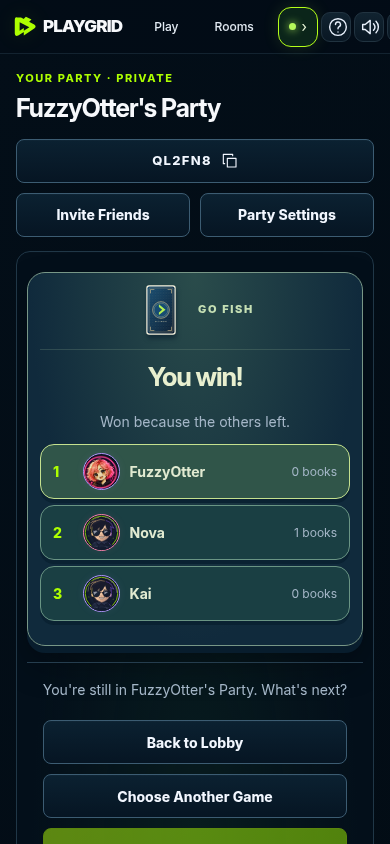 PLAYGRID
Play
Rooms
YOUR PARTY · PRIVATE
FuzzyOtter's Party
QL2FN8
Invite Friends
Party Settings
GO FISH
You win!
Won because the others left.
1 FuzzyOtter 0 books
2 Nova 1 books
3 Kai 0 books
You're still in FuzzyOtter's Party. What's next?
Back to Lobby
Choose Another Game